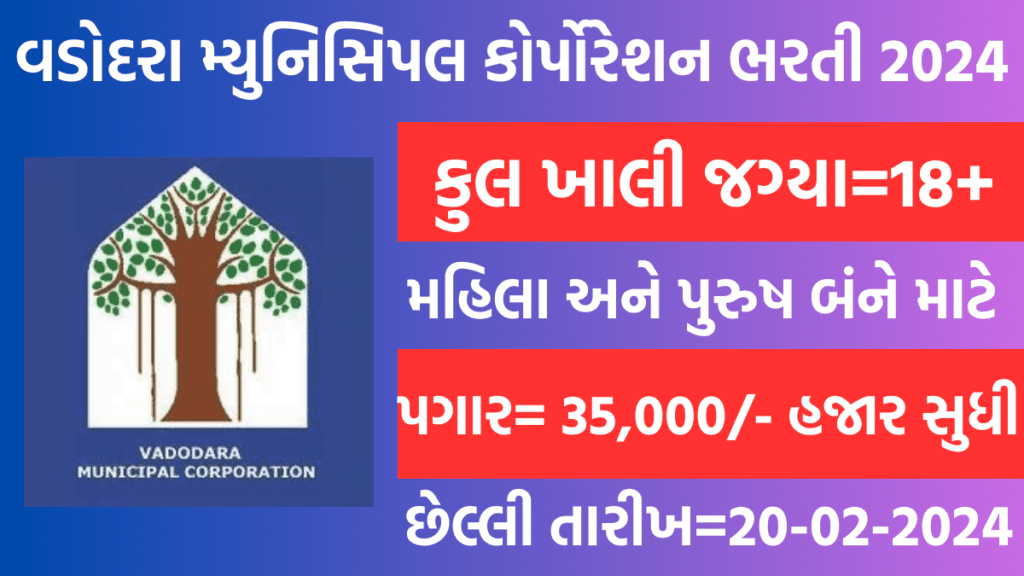 વડોદરા મ્યુનિસિપલ કોર્પોરેશન ભરતી 2024
કુલ ખાલી જગ્યા=18+
મહિલા અને પુરુષ બંને માટે
પગાર= 35,000/- હજાર સુધી
છેલ્લી તારીખ=20-02-2024
VADODARA
MUNICIPAL CORPORATION